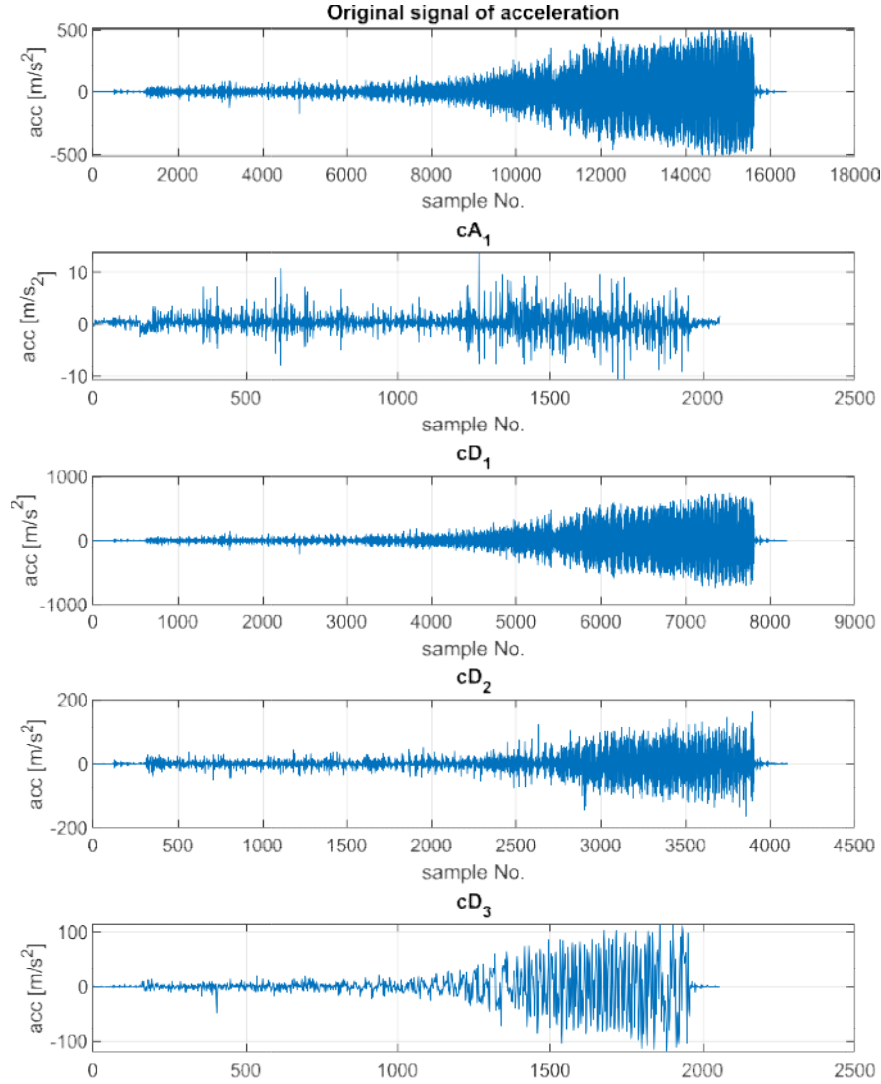 Original signal of acceleration
500
0
-500
acc [m/s²]
0 2000 4000 6000 8000 10000 12000 14000 16000 18000
sample No.
cA₁
10
0
-10
acc [m/s₂]
0 500 1000 1500 2000 2500
sample No.
cD₁
1000
0
-1000
acc [m/s²]
0 1000 2000 3000 4000 5000 6000 7000 8000 9000
sample No.
cD₂
200
0
-200
acc [m/s²]
0 500 1000 1500 2000 2500 3000 3500 4000 4500
sample No.
cD₃
100
0
-100
acc [m/s²]
0 500 1000 1500 2000 2500